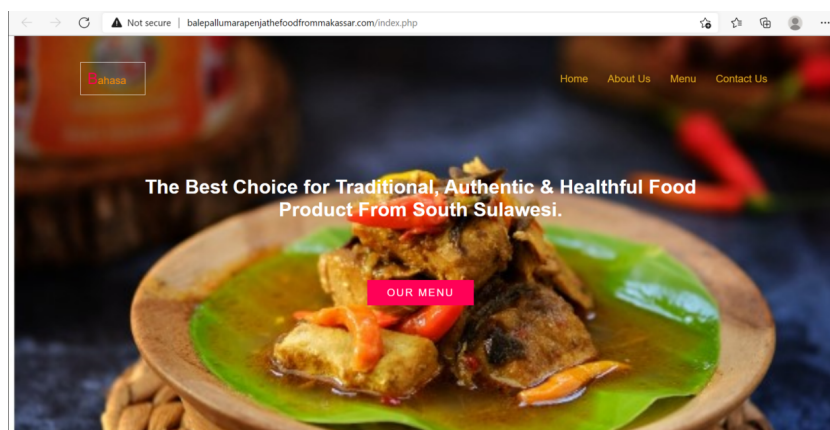 Not secure | balepallumarapenjathefoodfrommakassar.com/index.php
Bahasa
Home About Us Menu Contact Us
The Best Choice for Traditional, Authentic & Healthful Food
Product From South Sulawesi.
OUR MENU